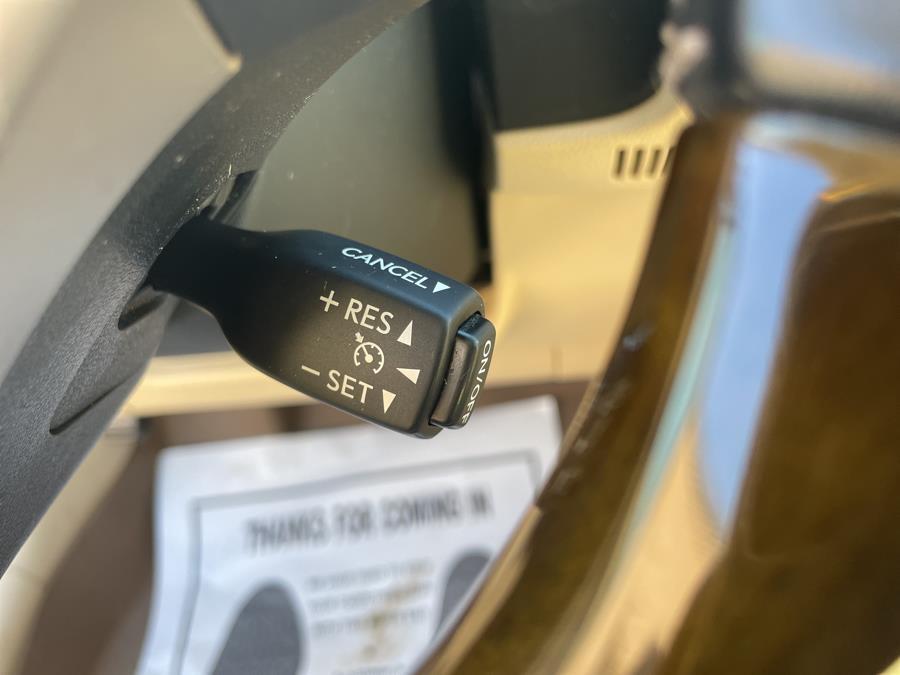 CANCEL▼
+ RES ▲
- SET ▼
ON/OFF
THANKS FOR COMING IN